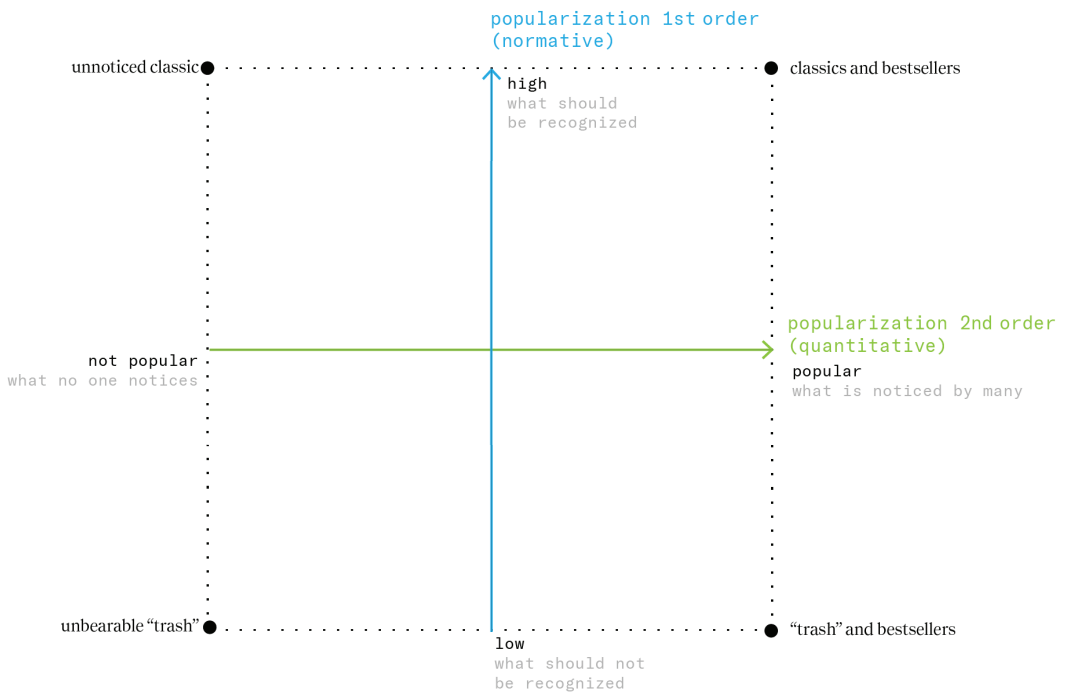 popularization 1st order
(normative)
unnoticed classic
classics and bestsellers
high
what should
be recognized
popularization 2nd order
(quantitative)
not popular
what no one notices
popular
what is noticed by many
unbearable “trash”
“trash” and bestsellers
low
what should not
be recognized